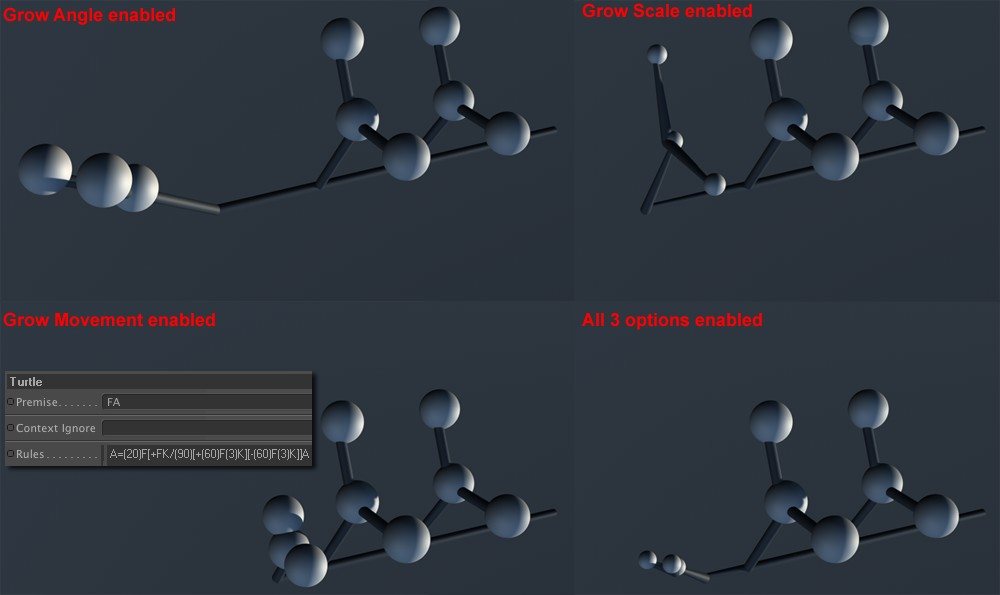 Grow Angle enabled
Grow Scale enabled
Grow Movement enabled
All 3 options enabled
Turtle
Premise. . . . . . . FA
Context Ignore
Rules . . . . . . . . . A=(20)F[+FK/(90)[+(60)F(3)K][-(60)F(3)K]]A